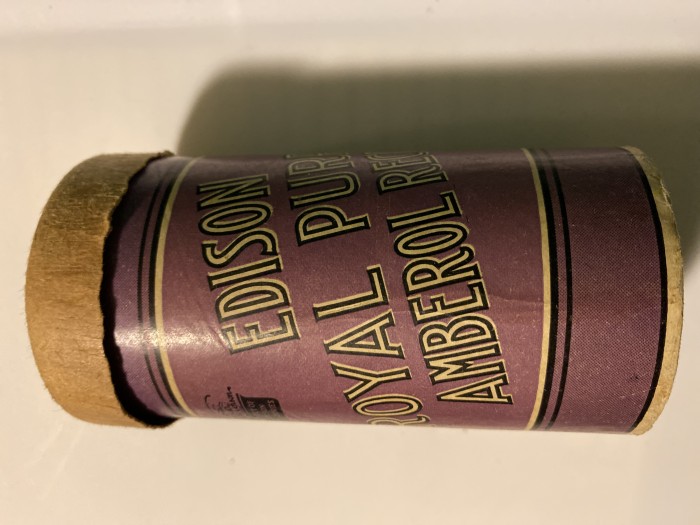 EDISON
ROYAL PUR
AMBEROL REC